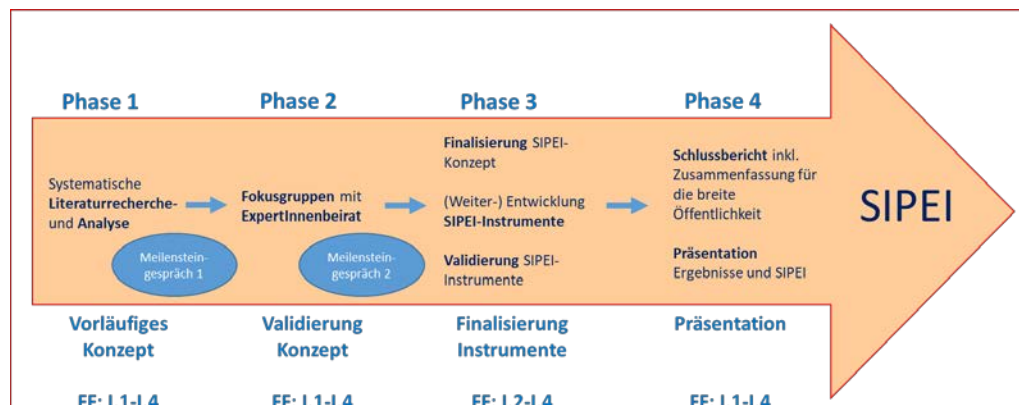 Phase 1
Phase 2
Phase 3
Phase 4
Systematische
Literaturrecherche-
und Analyse
Meilenstein-
gespräch 1
Fokusgruppen mit
ExpertInnenbeirat
Meilenstein-
gespräch 2
Finalisierung SIPEI-
Konzept
(Weiter-) Entwicklung
SIPEI-Instrumente
Validierung SIPEI-
Instrumente
Schlussbericht inkl.
Zusammenfassung für
die breite
Öffentlichkeit
Präsentation
Ergebnisse und SIPEI
SIPEI
Vorläufiges
Konzept
Validierung
Konzept
Finalisierung
Instrumente
Präsentation